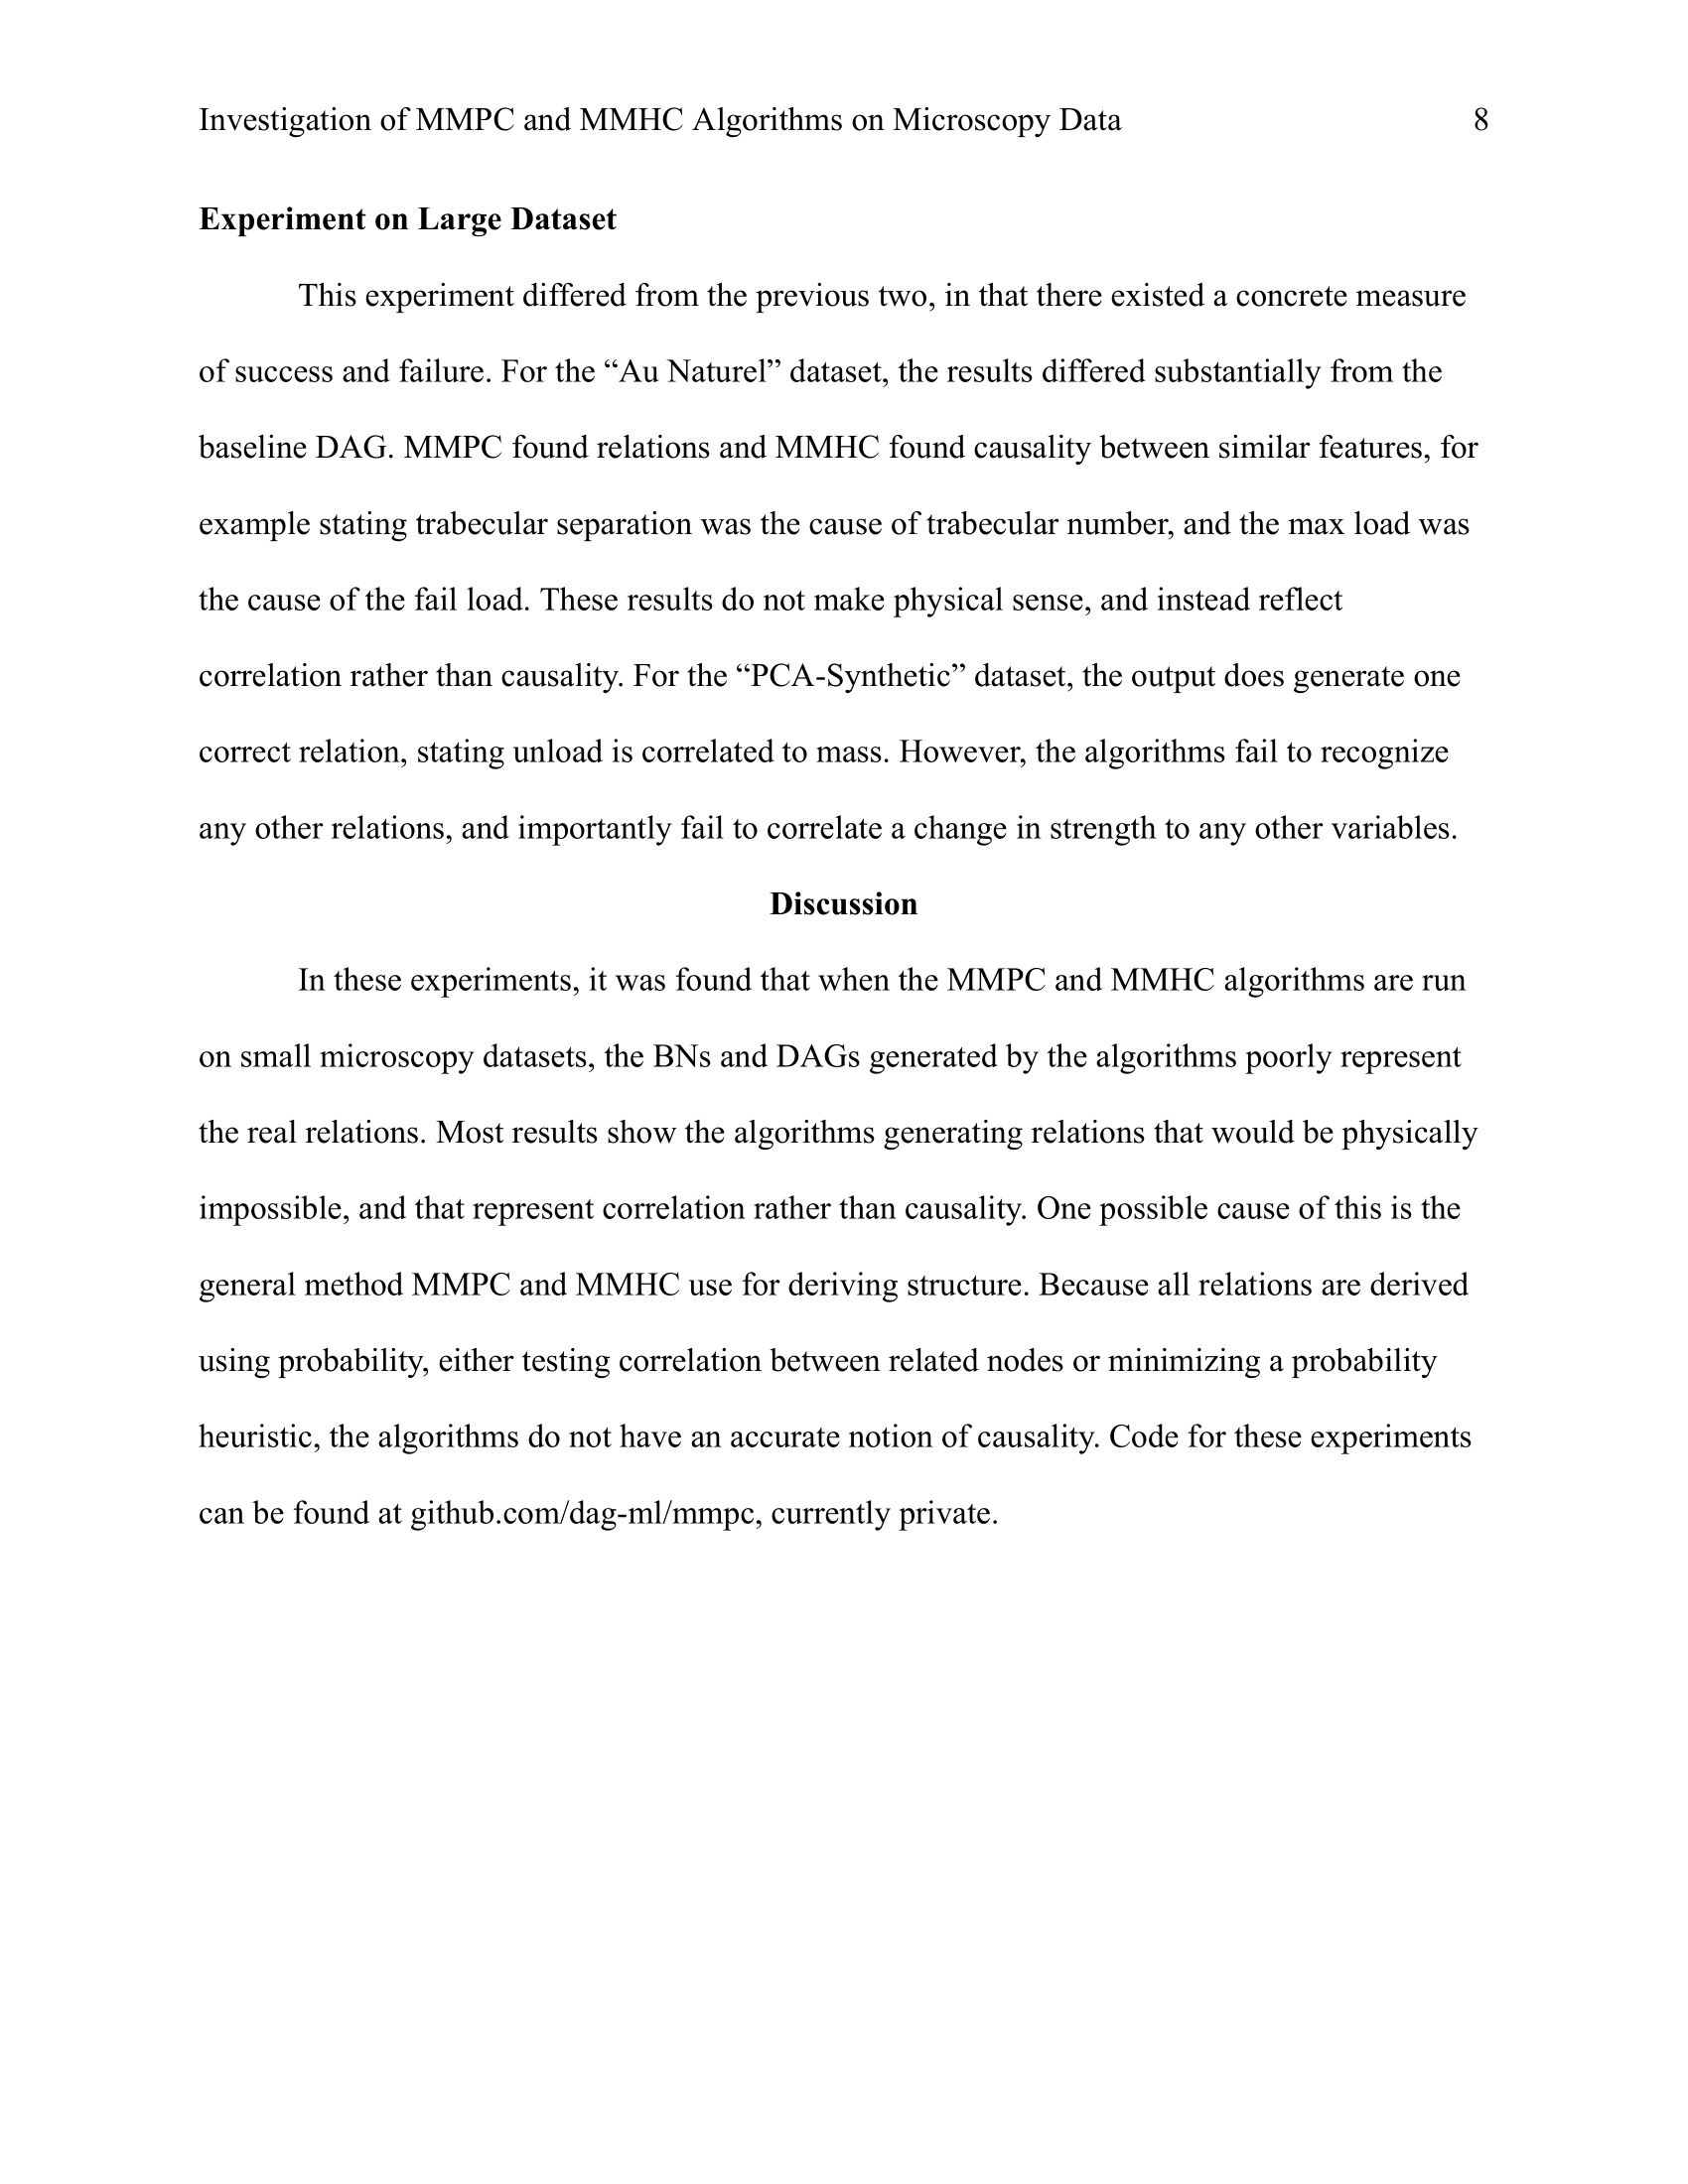 Investigation of MMPC and MMHC Algorithms on Microscopy Data 8
Experiment on Large Dataset
This experiment differed from the previous two, in that there existed a concrete measure
of success and failure. For the “Au Naturel” dataset, the results differed substantially from the
baseline DAG. MMPC found relations and MMHC found causality between similar features, for
example stating trabecular separation was the cause of trabecular number, and the max load was
the cause of the fail load. These results do not make physical sense, and instead reflect
correlation rather than causality. For the “PCA-Synthetic” dataset, the output does generate one
correct relation, stating unload is correlated to mass. However, the algorithms fail to recognize
any other relations, and importantly fail to correlate a change in strength to any other variables.
Discussion
In these experiments, it was found that when the MMPC and MMHC algorithms are run
on small microscopy datasets, the BNs and DAGs generated by the algorithms poorly represent
the real relations. Most results show the algorithms generating relations that would be physically
impossible, and that represent correlation rather than causality. One possible cause of this is the
general method MMPC and MMHC use for deriving structure. Because all relations are derived
using probability, either testing correlation between related nodes or minimizing a probability
heuristic, the algorithms do not have an accurate notion of causality. Code for these experiments
can be found at github.com/dag-ml/mmpc, currently private.